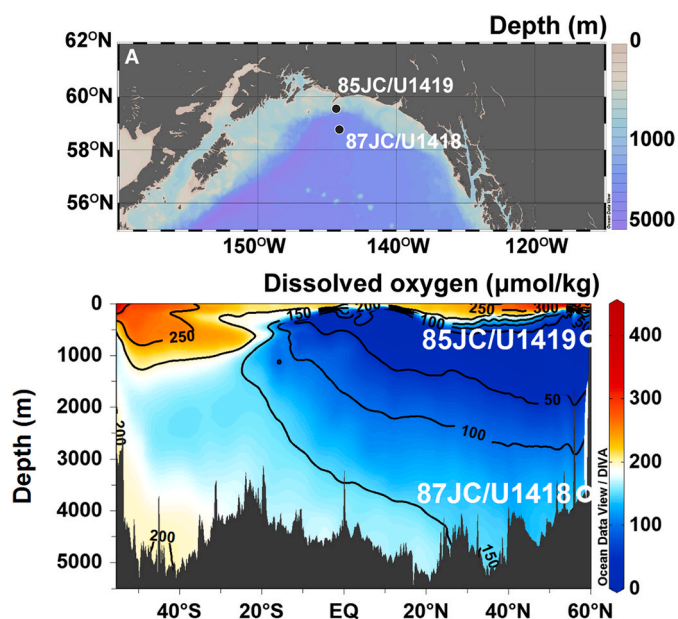 Depth (m)
62°N
A
0
60°N
85JC/U1419
1000
58°N
87JC/U1418
56°N
5000
Ocean Data View
150°W
140°W
120°W
Dissolved oxygen (µmol/kg)
0
150
200
250
300
400
250
100
85JC/U1419
1000
300
50
2000
100
200
200
Depth (m)
3000
87JC/U1418
100
4000
200
150
5000
0
Ocean Data View / DIVA
40°S
20°S
EQ
20°N
40°N
60°N